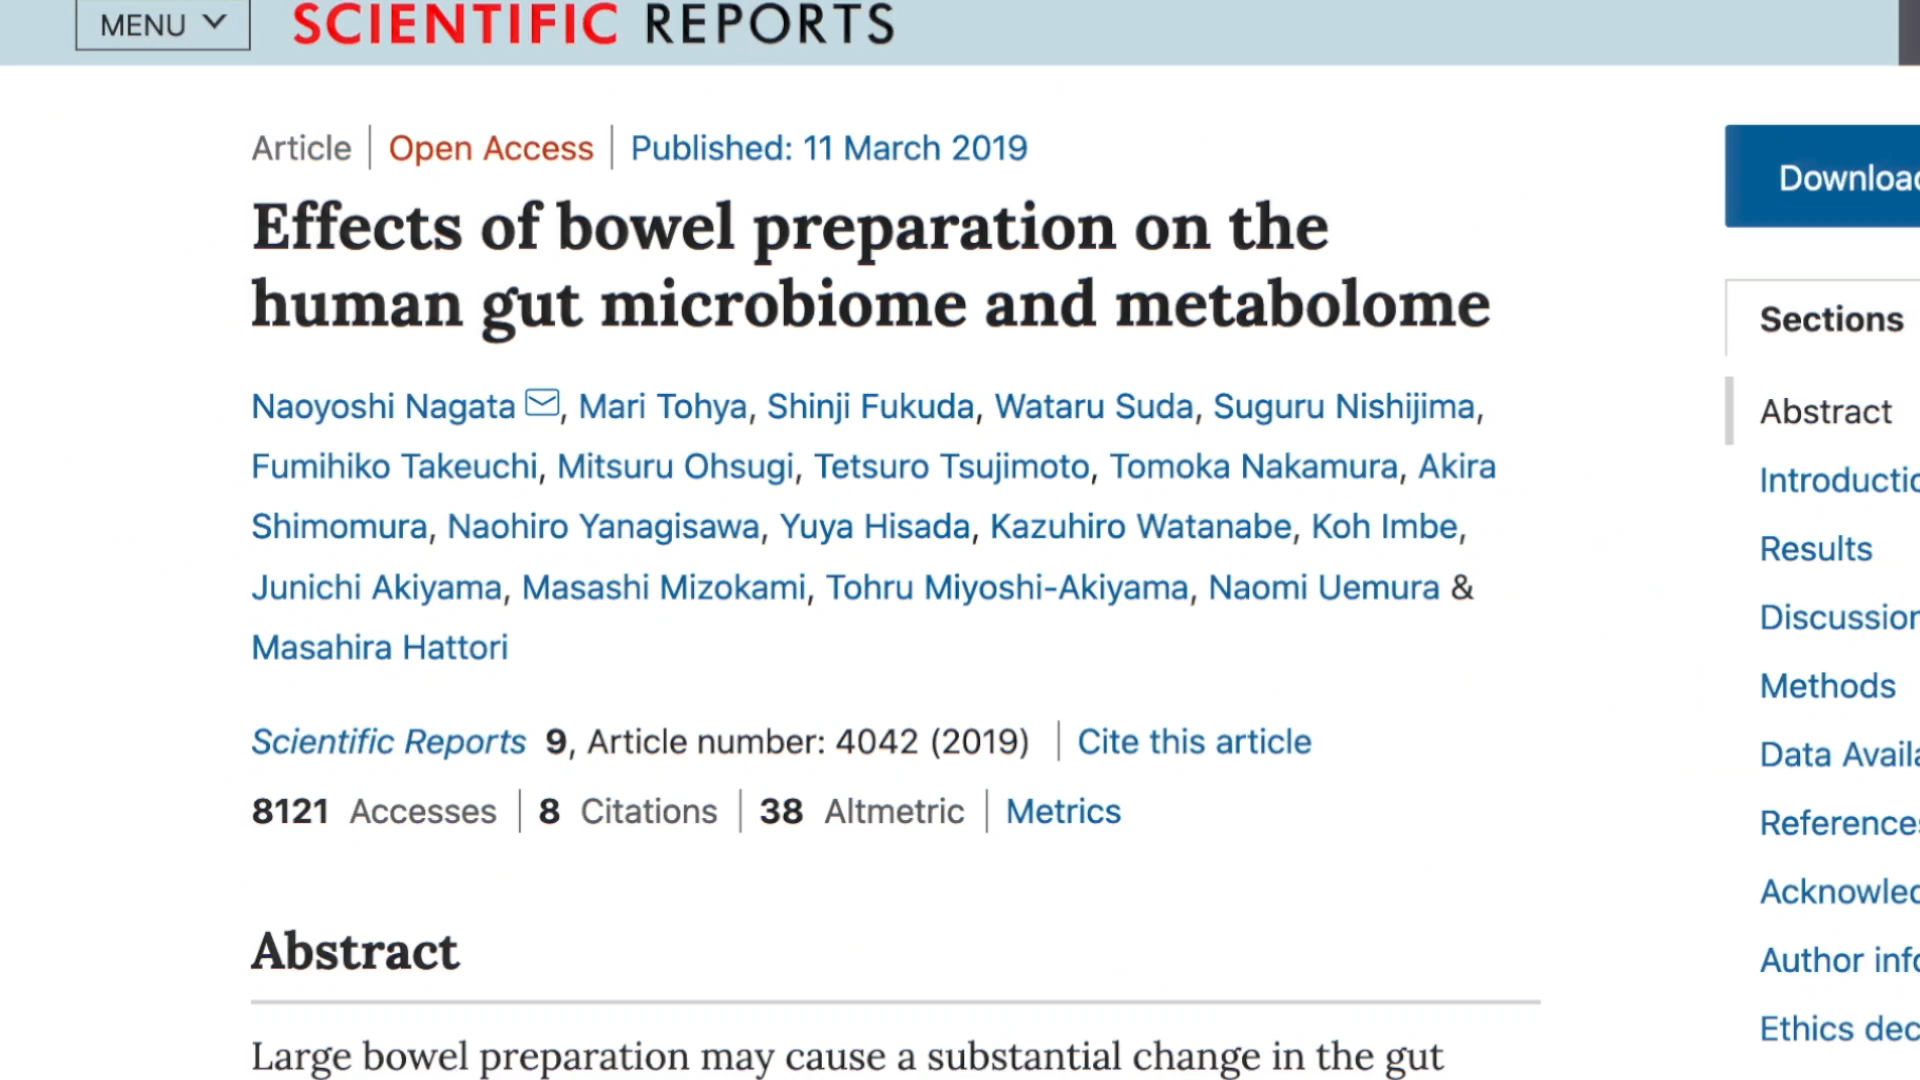 MENU
SCIENTIFIC REPORTS
Article | Open Access | Published: 11 March 2019
Effects of bowel preparation on the
human gut microbiome and metabolome
Naoyoshi Nagata, Mari Tohya, Shinji Fukuda, Wataru Suda, Suguru Nishijima,
Fumihiko Takeuchi, Mitsuru Ohsugi, Tetsuro Tsujimoto, Tomoka Nakamura, Akira
Shimomura, Naohiro Yanagisawa, Yuya Hisada, Kazuhiro Watanabe, Koh Imbe,
Junichi Akiyama, Masashi Mizokami, Tohru Miyoshi-Akiyama, Naomi Uemura &
Masahira Hattori
Scientific Reports 9, Article number: 4042 (2019) | Cite this article
8121 Accesses | 8 Citations | 38 Altmetric | Metrics
Abstract
Large bowel preparation may cause a substantial change in the gut
Sections
Abstract
Results
Methods
Data
Author
Ethics